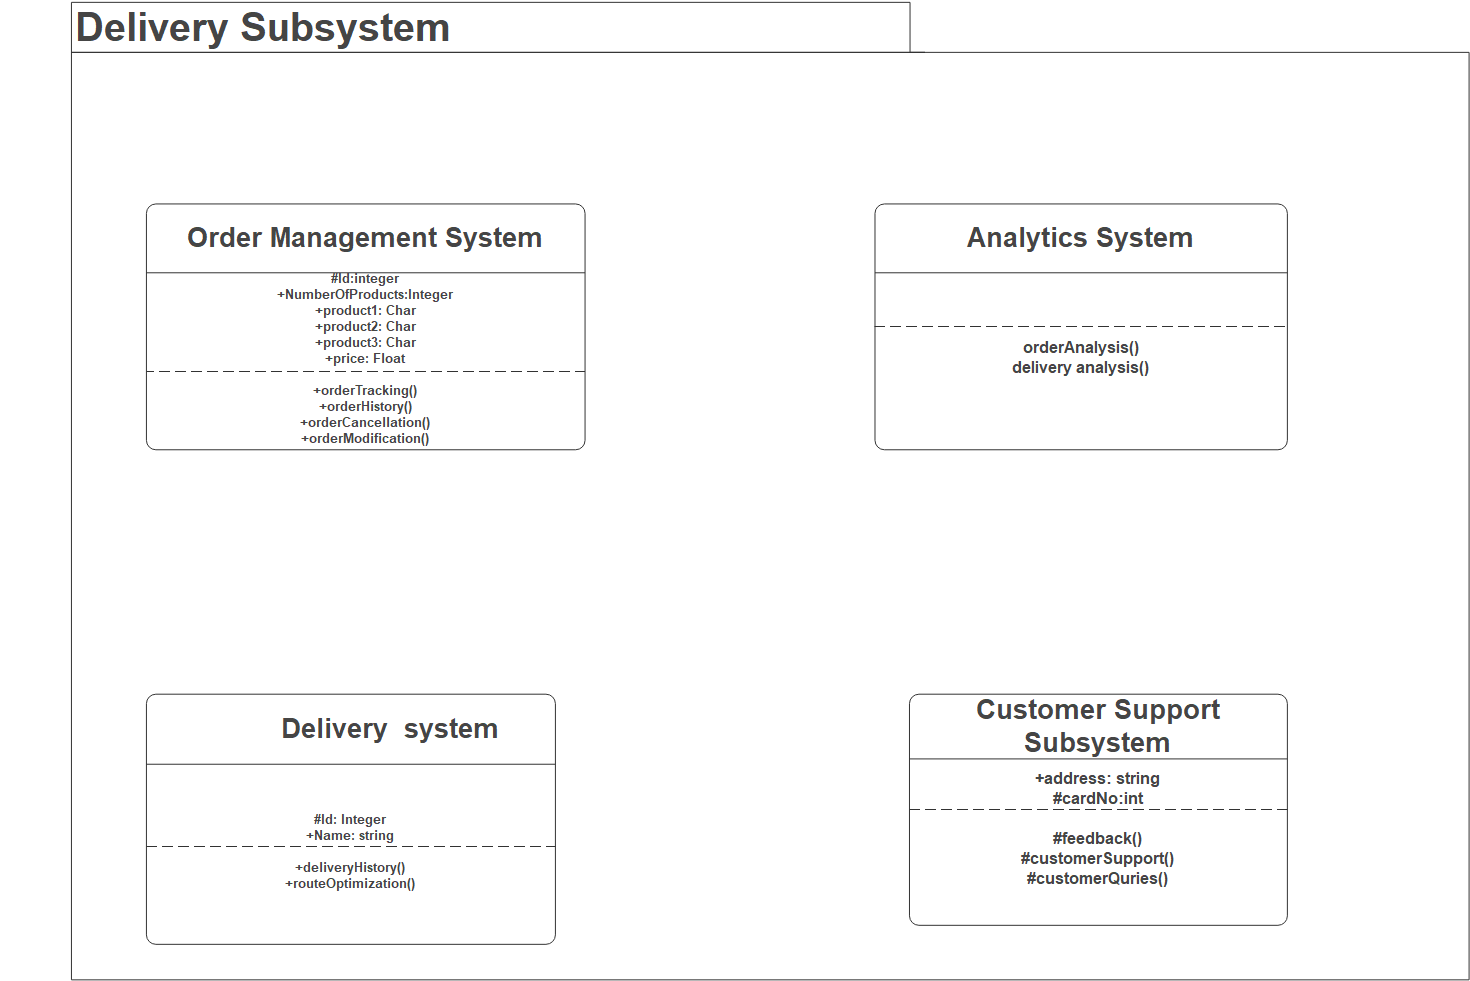 Delivery Subsystem
Order Management System
#Id:integer
+NumberOfProducts:Integer
+product1: Char
+product2: Char
+product3: Char
+price: Float
+orderTracking()
+orderHistory()
+orderCancellation()
+orderModification()
Analytics System
orderAnalysis()
delivery analysis()
Delivery system
#Id: Integer
+Name: string
+deliveryHistory()
+routeOptimization()
Customer Support
Subsystem
+address: string
#cardNo:int
#feedback()
#customerSupport()
#customerQuries()